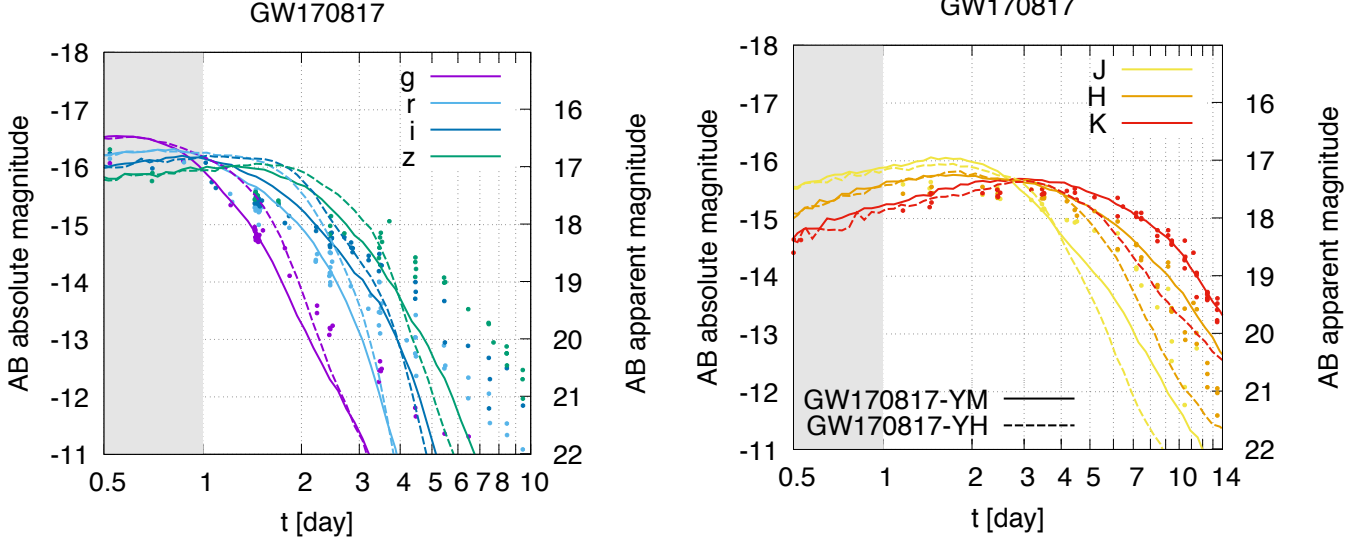 GW170817
-18
-17
-16
-15
-14
-13
-12
-11
AB absolute magnitude
g
r
i
z
16
17
18
19
20
21
22
AB apparent magnitude
0.5 1 2 3 4 5 6 7 8 10
t [day]
GW170817
-18
-17
-16
-15
-14
-13
-12
-11
AB absolute magnitude
J
H
K
GW170817-YM
GW170817-YH
16
17
18
19
20
21
22
AB apparent magnitude
0.5 1 2 3 4 5 7 10 14
t [day]